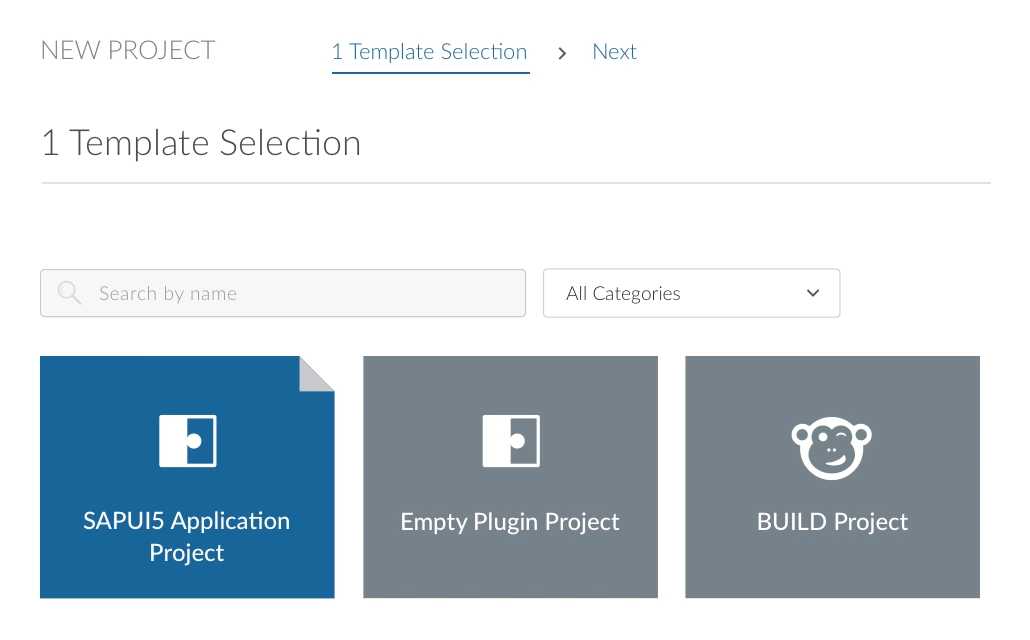 NEW PROJECT
1 Template Selection
Next
1 Template Selection
Search by name
All Categories
SAPUI5 Application
Project
Empty Plugin Project
BUILD Project